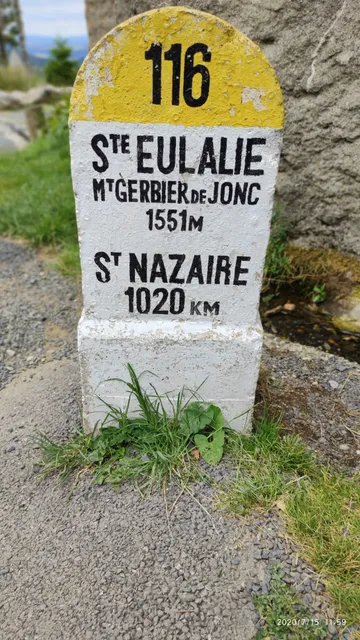 116
STE EULALIE
MT GERBIER DE JONC
1551M
ST NAZAIRE
1020 KM
2020/7/15 11:59